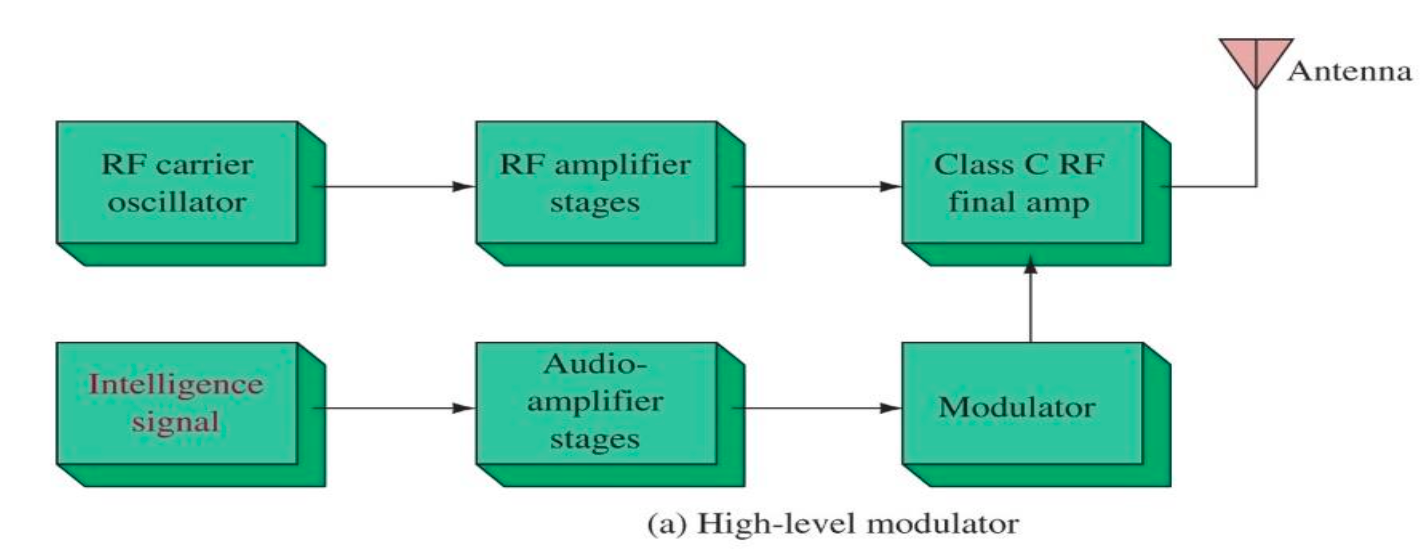 Antenna
RF carrier
oscillator
RF amplifier
stages
Class C RF
final amp
Intelligence
signal
Audio-
amplifier
stages
Modulator
(a) High-level modulator